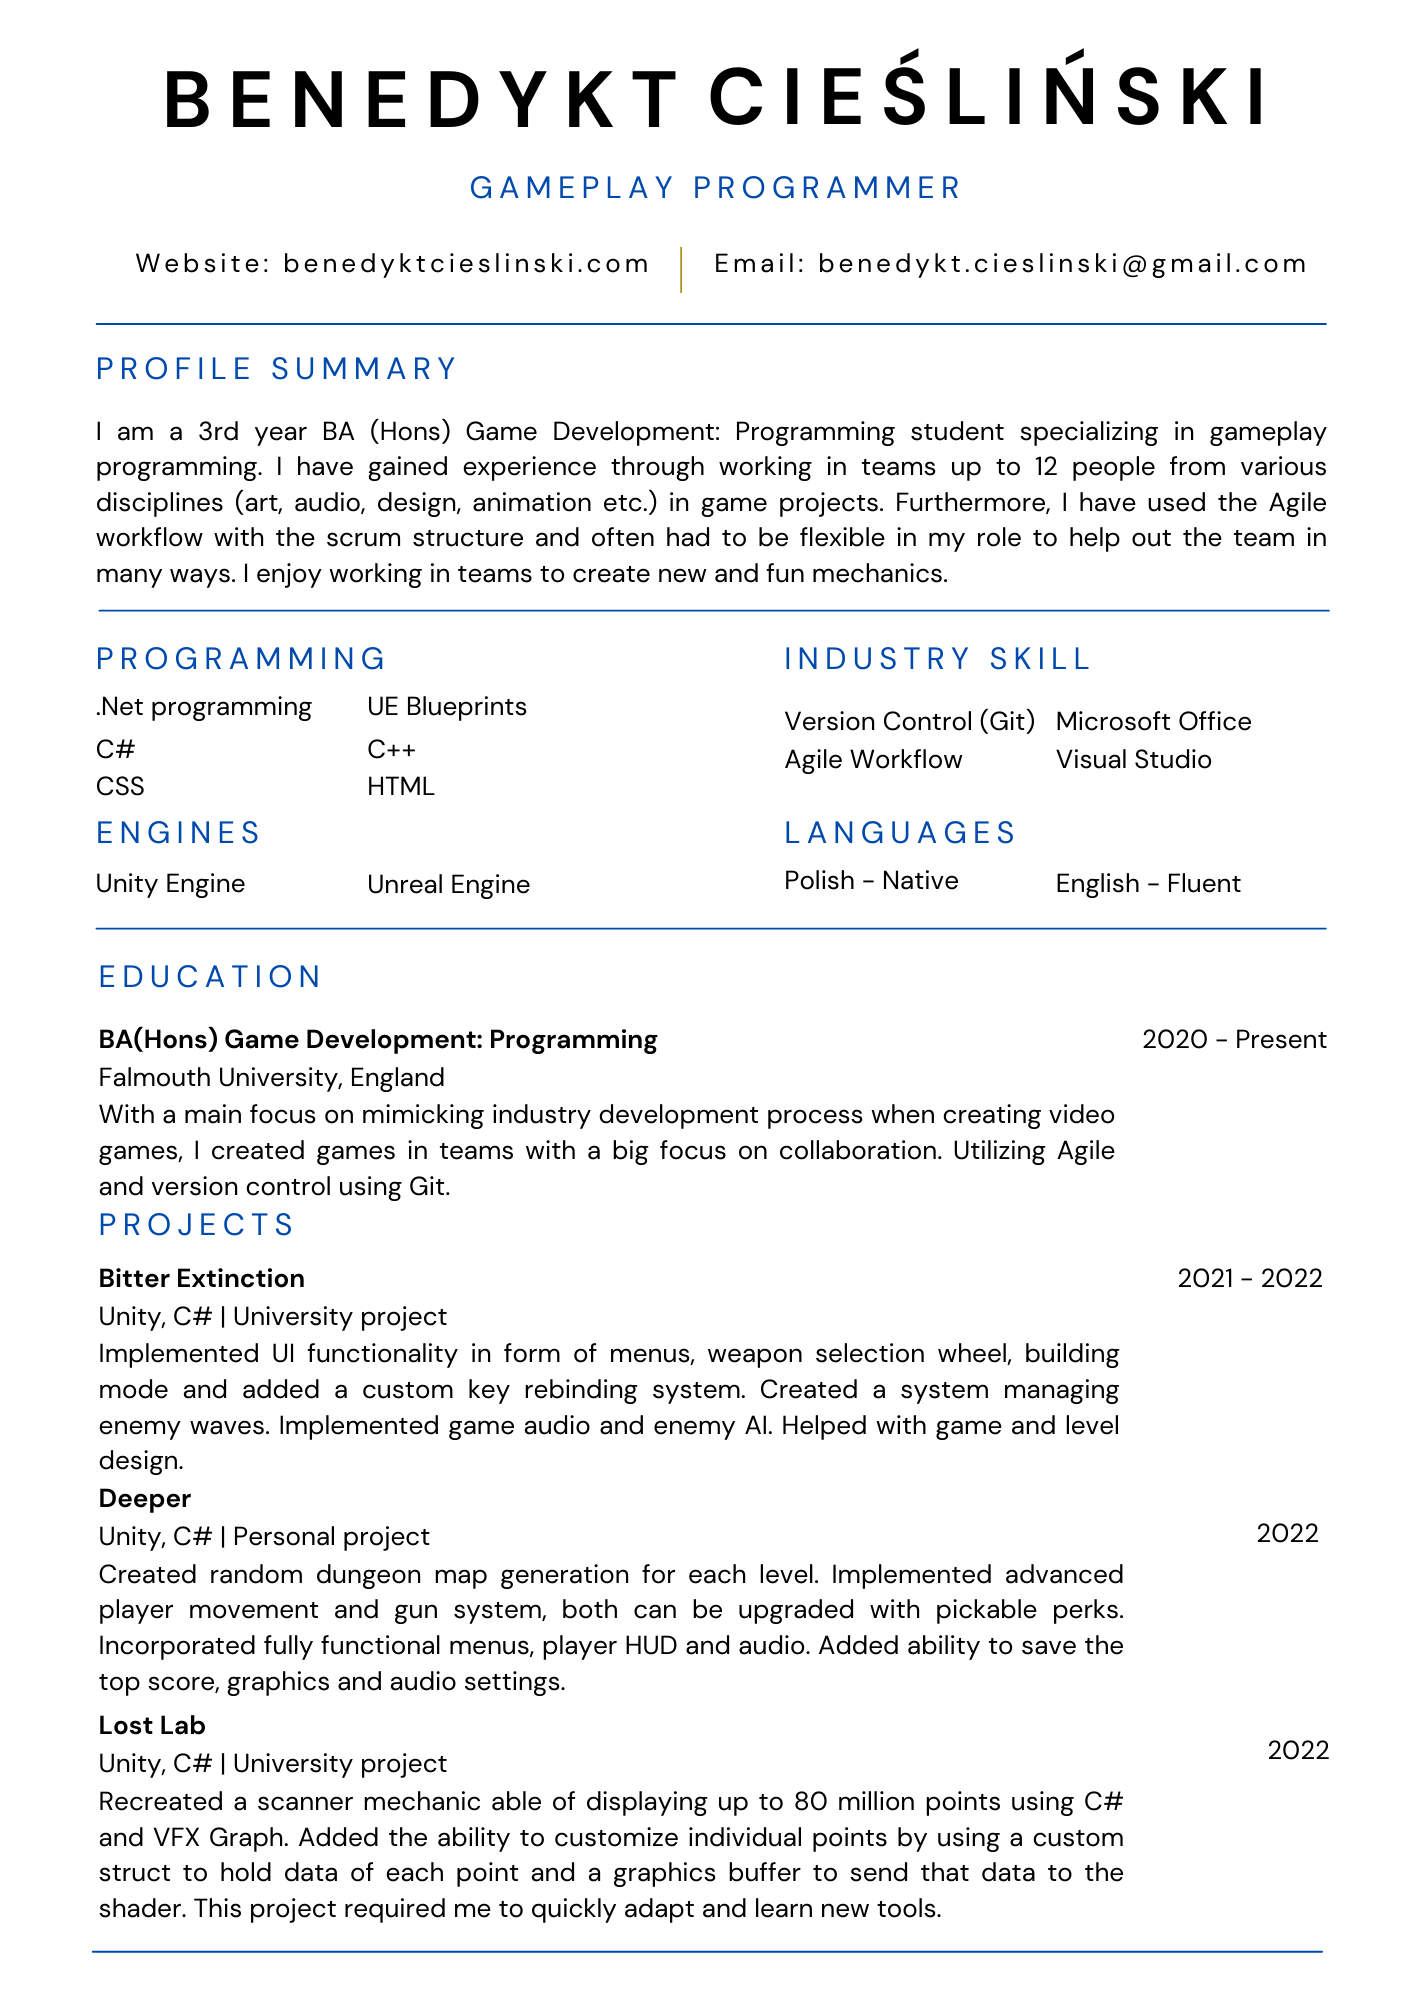 BENEDYKT CIEŚLIŃSKI
GAMEPLAY PROGRAMMER
Website: benedyktcieslinski.com
Email: benedykt.cieslinski@gmail.com
PROFILE SUMMARY
I am a 3rd year BA (Hons) Game Development: Programming student specializing in gameplay
programming. I have gained experience through working in teams up to 12 people from various
disciplines (art, audio, design, animation etc.) in game projects. Furthermore, I have used the Agile
workflow with the scrum structure and often had to be flexible in my role to help out the team in
many ways. I enjoy working in teams to create new and fun mechanics.
PROGRAMMING
.Net programming UE Blueprints
C# C++
CSS HTML
INDUSTRY SKILL
Version Control (Git) Microsoft Office
Agile Workflow Visual Studio
ENGINES
Unity Engine Unreal Engine
LANGUAGES
Polish - Native English - Fluent
EDUCATION
BA(Hons) Game Development: Programming 2020 - Present
Falmouth University, England
With a main focus on mimicking industry development process when creating video
games, I created games in teams with a big focus on collaboration. Utilizing Agile
and version control using Git.
PROJECTS
Bitter Extinction 2021 - 2022
Unity, C# | University project
Implemented UI functionality in form of menus, weapon selection wheel, building
mode and added a custom key rebinding system. Created a system managing
enemy waves. Implemented game audio and enemy AI. Helped with game and level
design.
Deeper
Unity, C# | Personal project 2022
Created random dungeon map generation for each level. Implemented advanced
player movement and gun system, both can be upgraded with pickable perks.
Incorporated fully functional menus, player HUD and audio. Added ability to save the
top score, graphics and audio settings.
Lost Lab
Unity, C# | University project 2022
Recreated a scanner mechanic able of displaying up to 80 million points using C#
and VFX Graph. Added the ability to customize individual points by using a custom
struct to hold data of each point and a graphics buffer to send that data to the
shader. This project required me to quickly adapt and learn new tools.